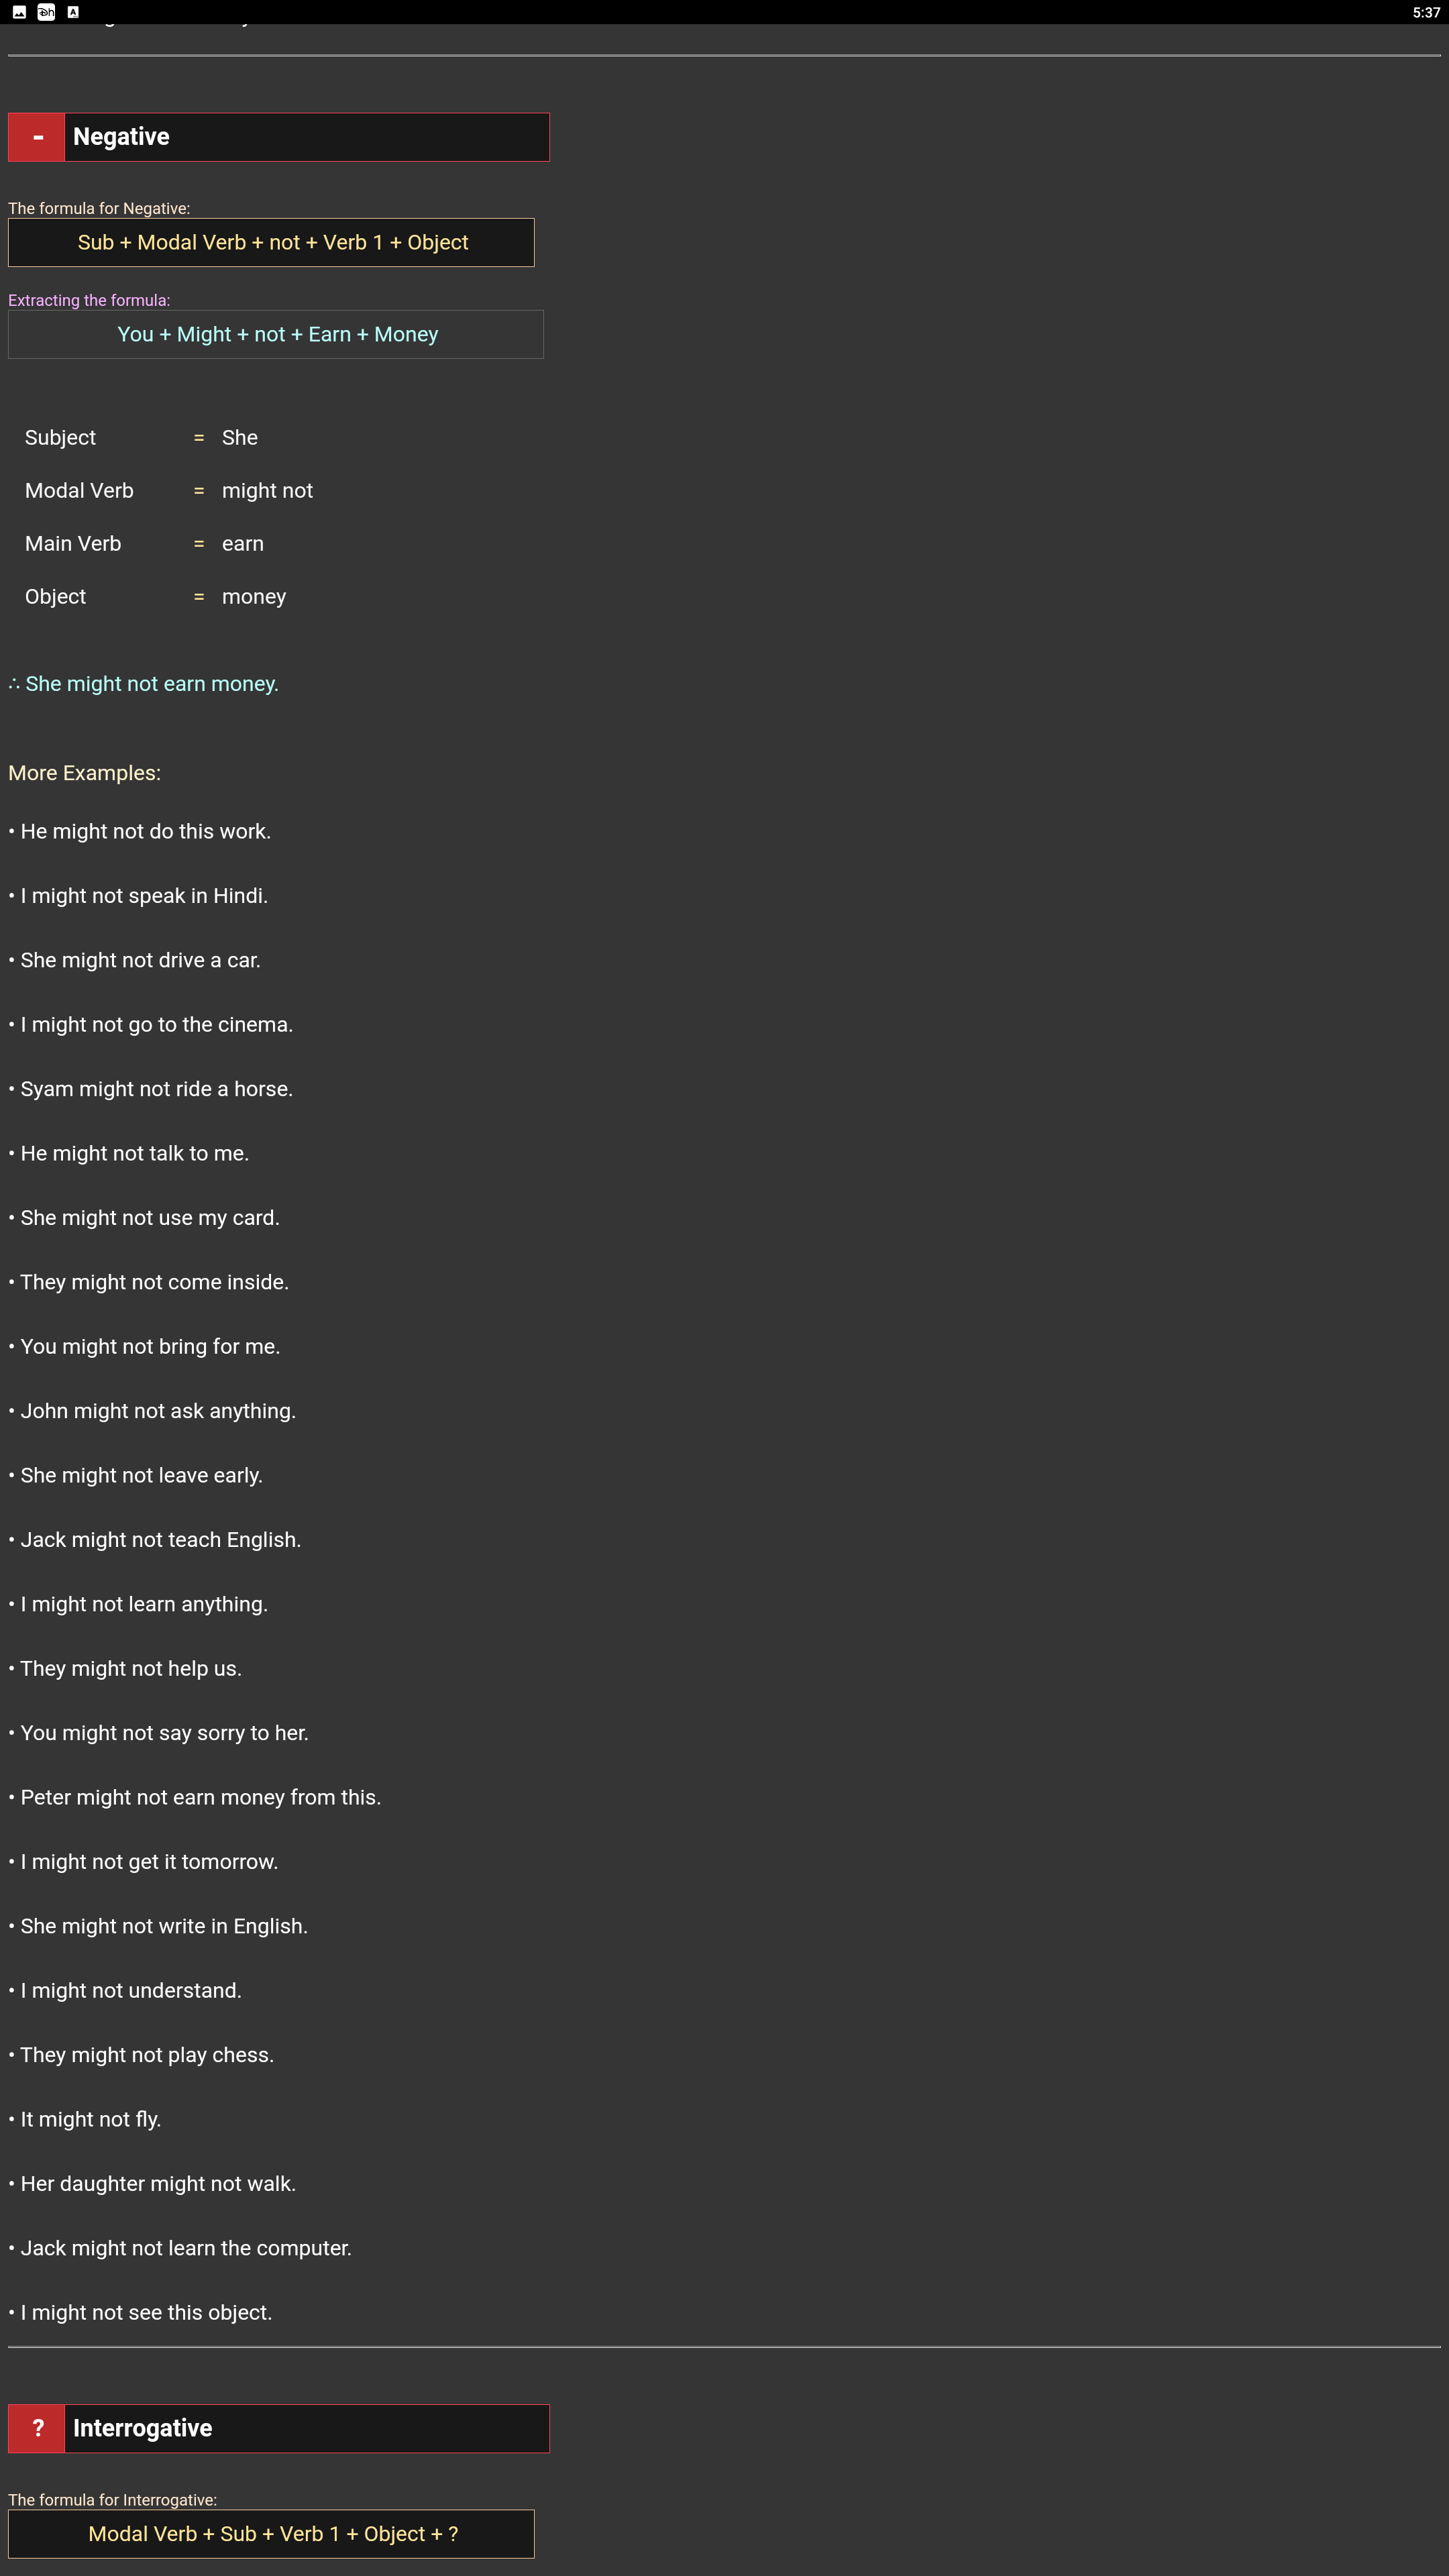 5:37
- Negative
The formula for Negative:
Sub + Modal Verb + not + Verb 1 + Object
Extracting the formula:
You + Might + not + Earn + Money
Subject = She
Modal Verb = might not
Main Verb = earn
Object = money
∴ She might not earn money.
More Examples:
• He might not do this work.
• I might not speak in Hindi.
• She might not drive a car.
• I might not go to the cinema.
• Syam might not ride a horse.
• He might not talk to me.
• She might not use my card.
• They might not come inside.
• You might not bring for me.
• John might not ask anything.
• She might not leave early.
• Jack might not teach English.
• I might not learn anything.
• They might not help us.
• You might not say sorry to her.
• Peter might not earn money from this.
• I might not get it tomorrow.
• She might not write in English.
• I might not understand.
• They might not play chess.
• It might not fly.
• Her daughter might not walk.
• Jack might not learn the computer.
• I might not see this object.
? Interrogative
The formula for Interrogative:
Modal Verb + Sub + Verb 1 + Object + ?